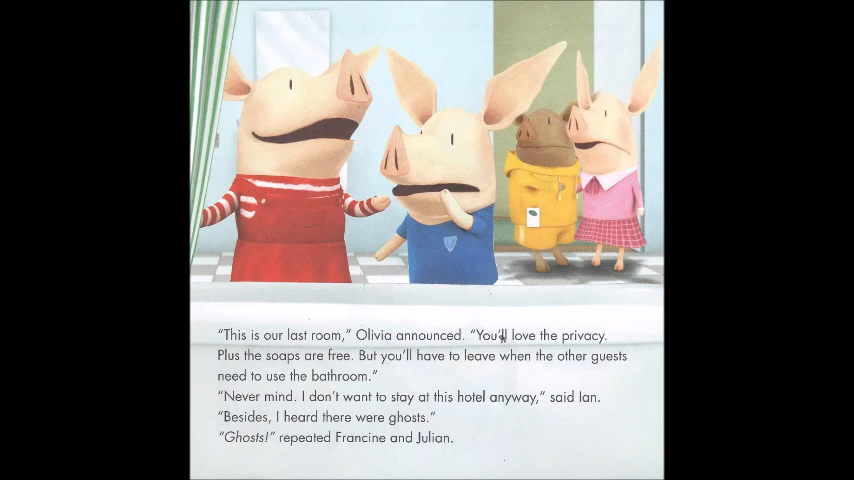 “This is our last room,” Olivia announced. “You’ll love the privacy.
Plus the soaps are free. But you’ll have to leave when the other guests
need to use the bathroom.”
“Never mind. I don’t want to stay at this hotel anyway,” said Ian.
“Besides, I heard there were ghosts.”
“Ghosts!” repeated Francine and Julian.